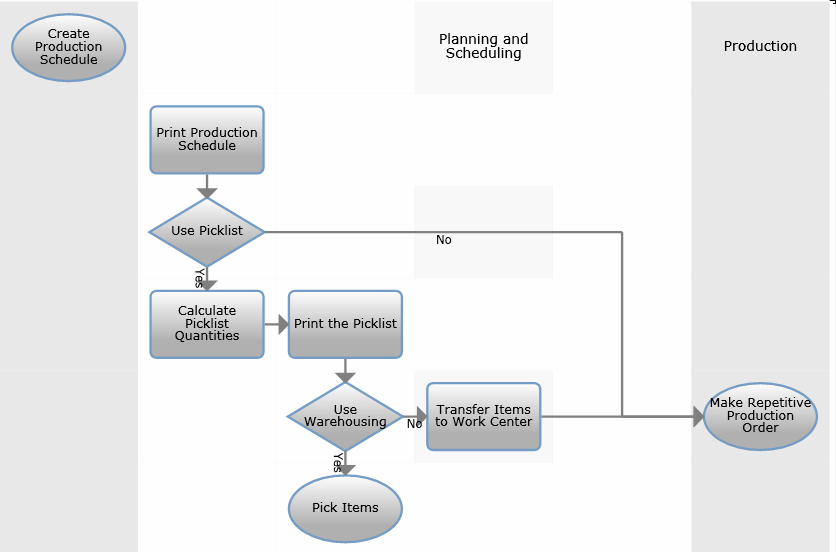 Create
Production
Schedule
Planning and
Scheduling
Production
Print Production
Schedule
Use Picklist
No
Yes
Calculate
Picklist
Quantities
Print the Picklist
Use
Warehousing
No
Transfer Items
to Work Center
Make Repetitive
Production
Order
Yes
Pick Items